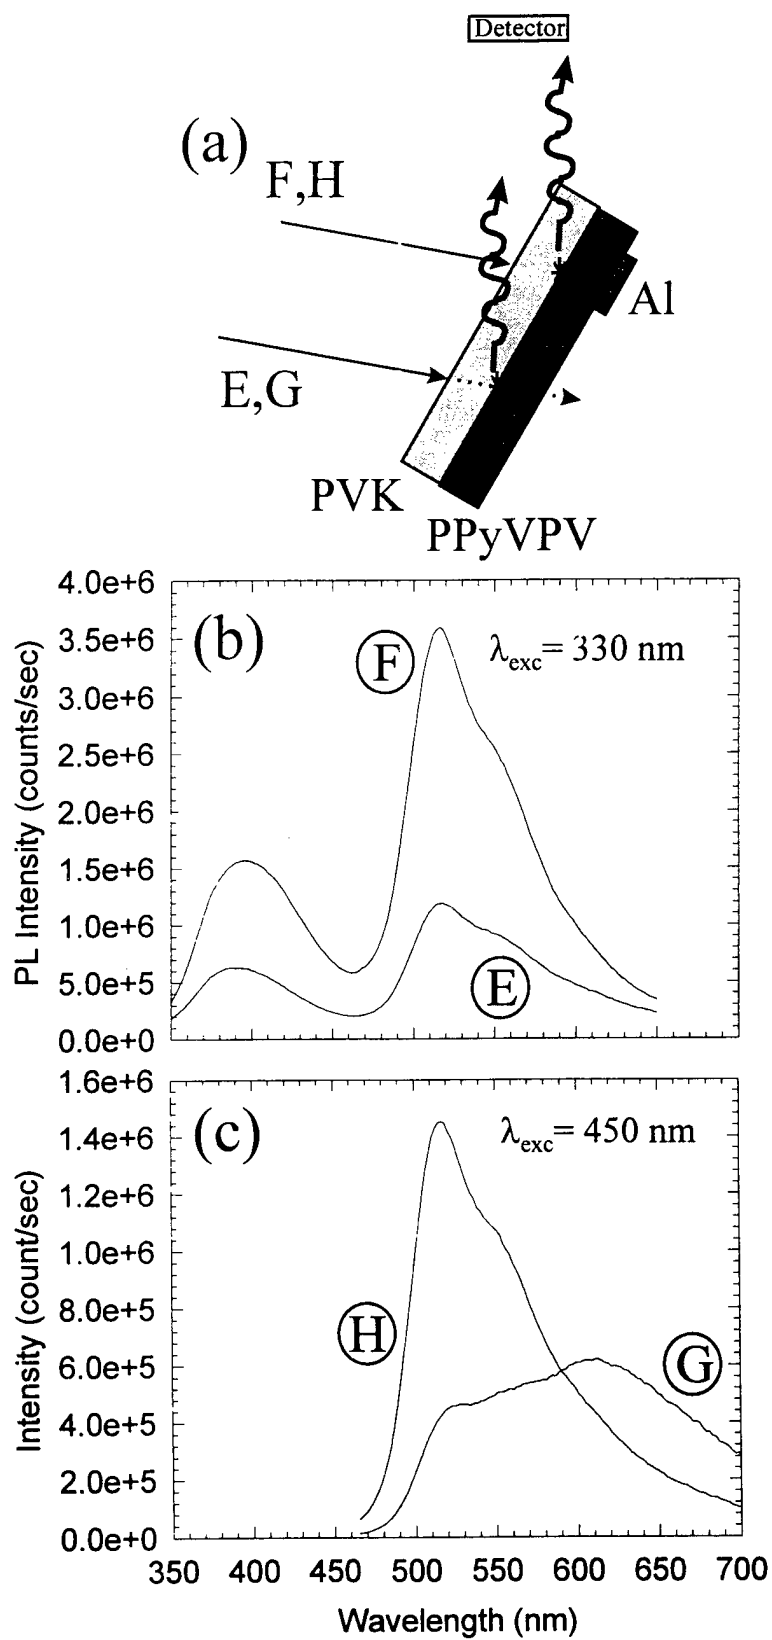 Detector
(a)
F,H
Al
E,G
PVK
PPyVPV
4.0e+6
(b)
λexc= 330 nm
F
3.5e+6
3.0e+6
2.5e+6
2.0e+6
1.5e+6
1.0e+6
5.0e+5
0.0e+0
E
PL Intensity (counts/sec)
1.6e+6
(c)
λexc= 450 nm
1.4e+6
1.2e+6
1.0e+6
8.0e+5
6.0e+5
4.0e+5
2.0e+5
0.0e+0
H
G
Intensity (count/sec)
350 400 450 500 550 600 650 700
Wavelength (nm)